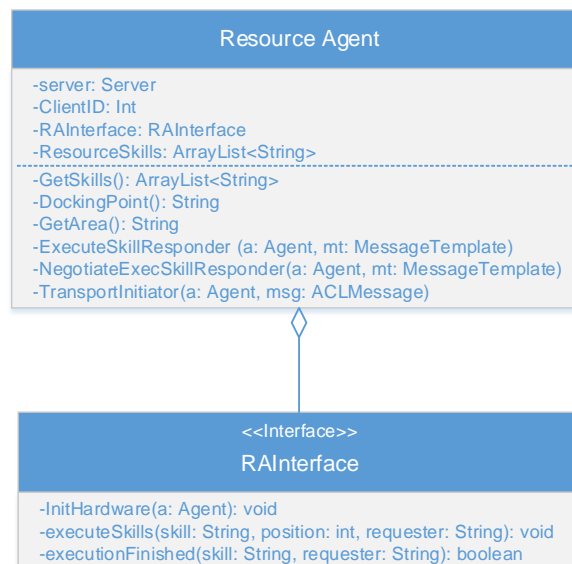 Resource Agent
-server: Server
-ClientID: Int
-RAInterface: RAInterface
-ResourceSkills: ArrayList<String>
-GetSkills(): ArrayList<String>
-DockingPoint(): String
-GetArea(): String
-ExecuteSkillResponder (a: Agent, mt: MessageTemplate)
-NegotiateExecSkillResponder(a: Agent, mt: MessageTemplate)
-TransportInitiator(a: Agent, msg: ACLMessage)
<<Interface>>
RAInterface
-InitHardware(a: Agent): void
-executeSkills(skill: String, position: int, requester: String): void
-executionFinished(skill: String, requester: String): boolean